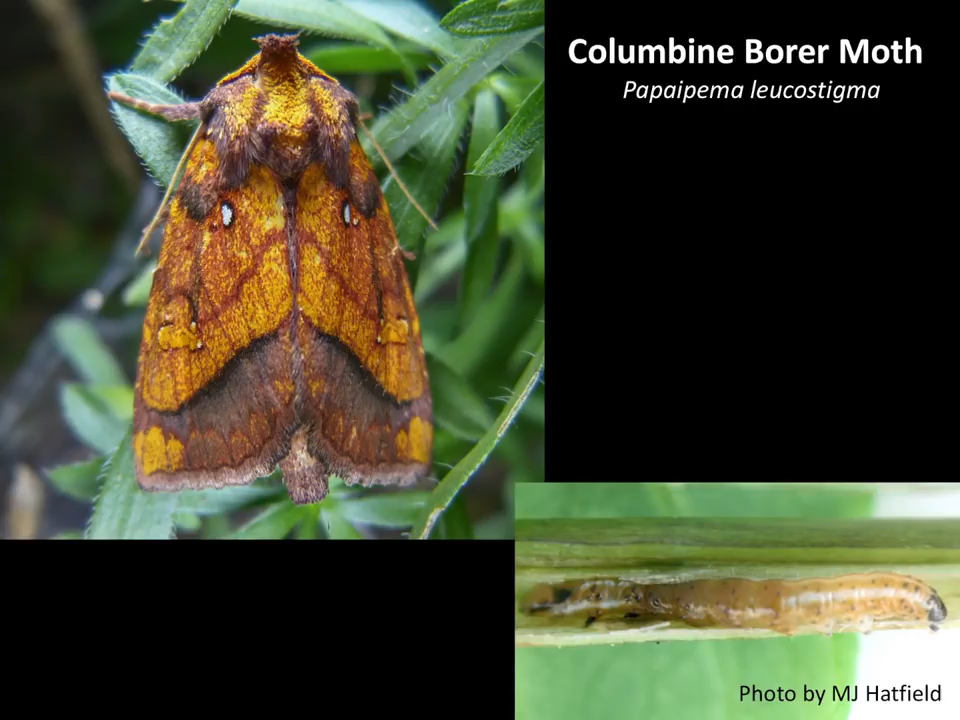 Columbine Borer Moth
Papaipema leucostigma
Photo by MJ Hatfield